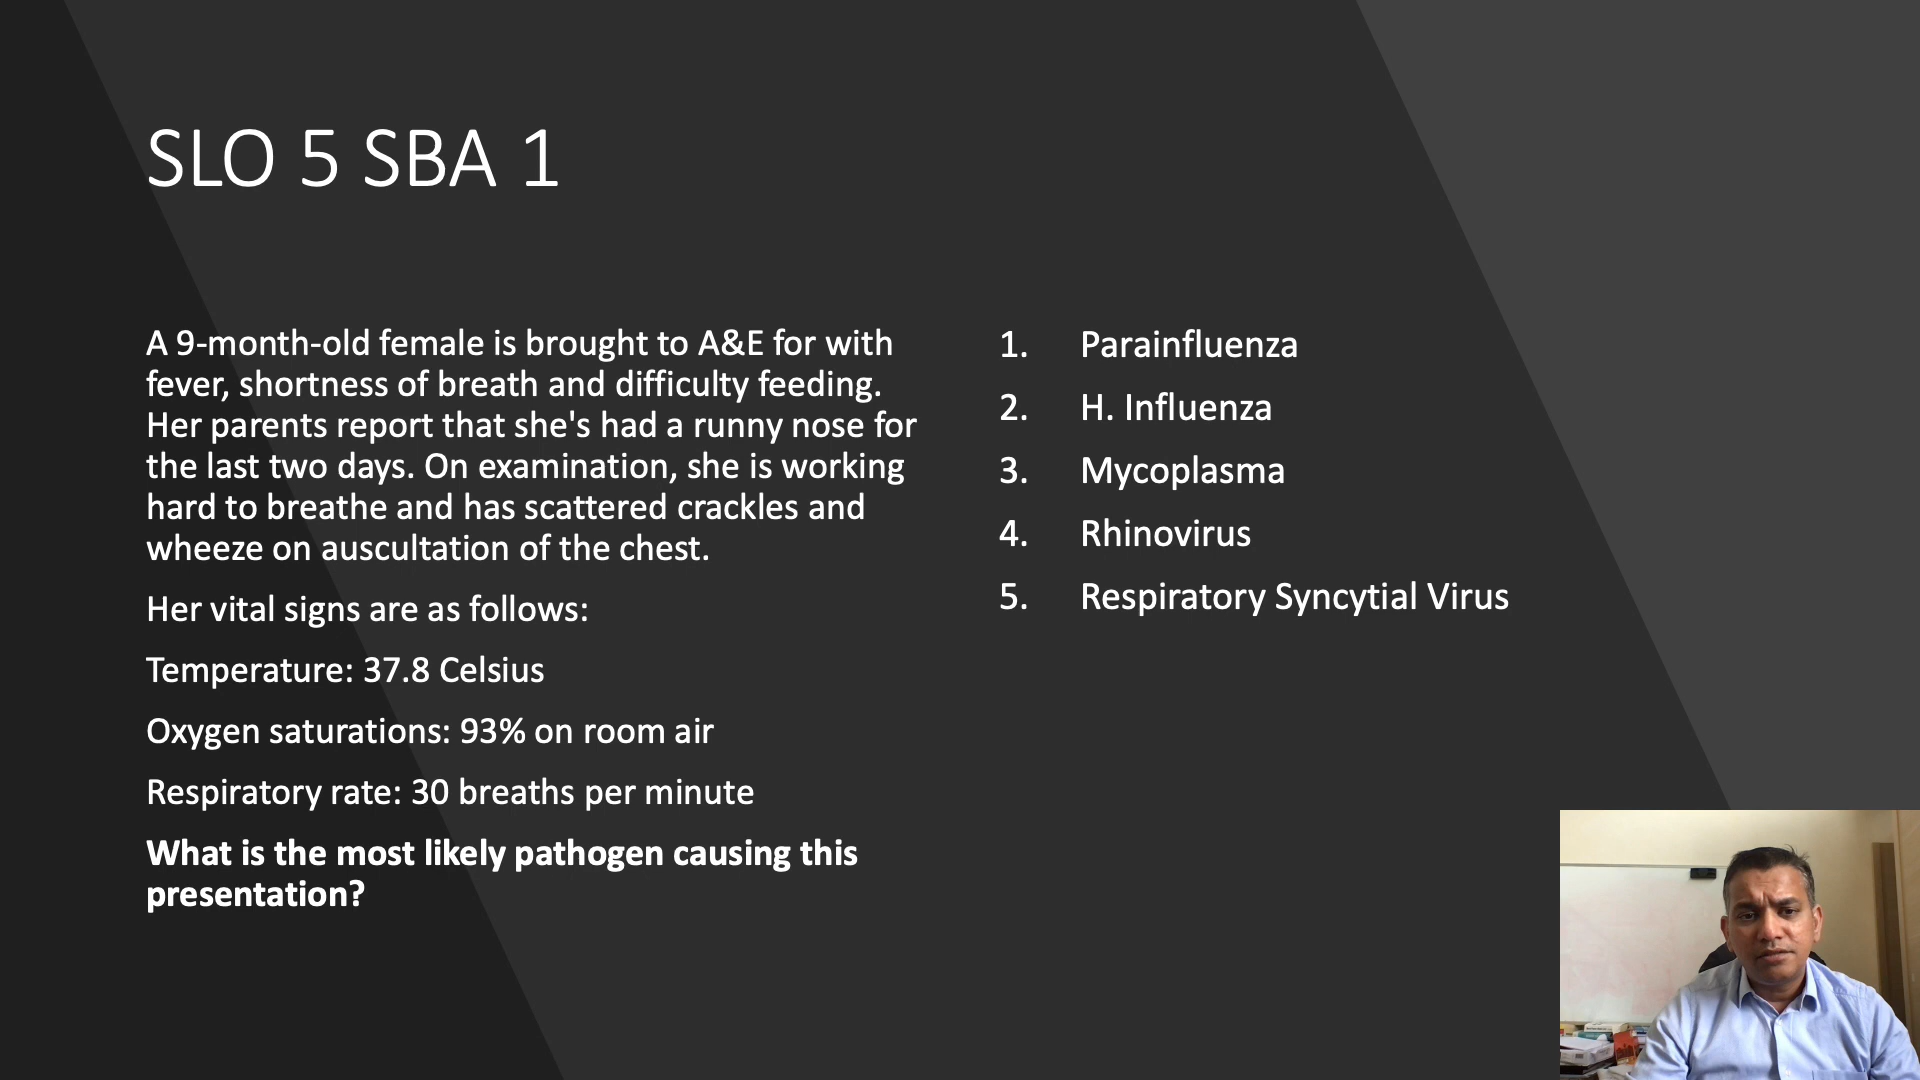 SLO 5 SBA 1
A 9-month-old female is brought to A&E for with
fever, shortness of breath and difficulty feeding.
Her parents report that she's had a runny nose for
the last two days. On examination, she is working
hard to breathe and has scattered crackles and
wheeze on auscultation of the chest.
Her vital signs are as follows:
Temperature: 37.8 Celsius
Oxygen saturations: 93% on room air
Respiratory rate: 30 breaths per minute
What is the most likely pathogen causing this
presentation?
1. Parainfluenza
2. H. Influenza
3. Mycoplasma
4. Rhinovirus
5. Respiratory Syncytial Virus